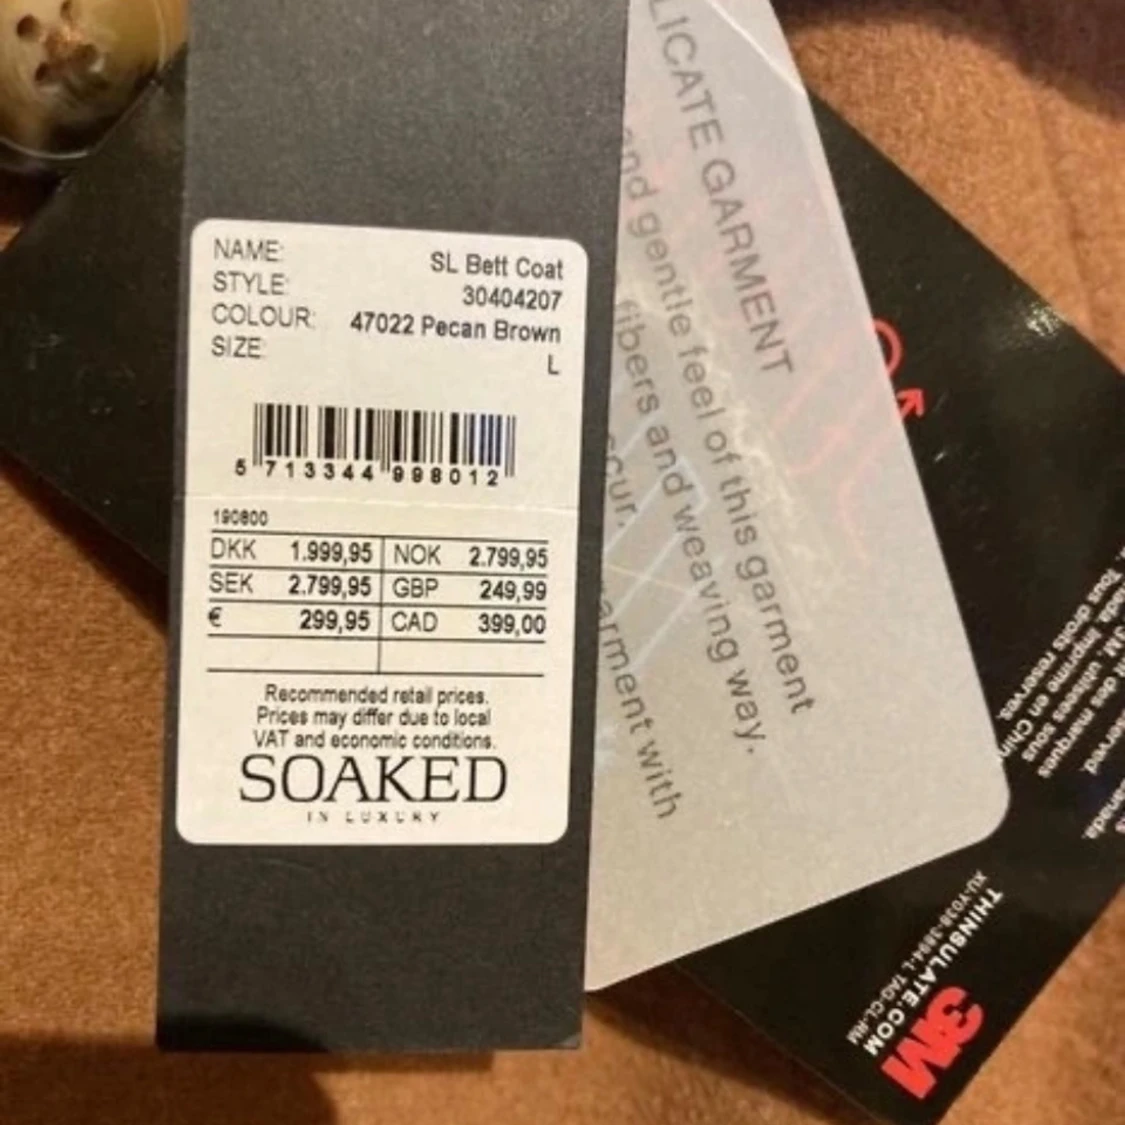 NAME: SL Bett Coat
STYLE: 30404207
COLOUR: 47022 Pecan Brown
SIZE: L
5 713344 998012
190800
DKK 1.999,95 NOK 2.799,95
SEK 2.799,95 GBP 249,99
€ 299,95 CAD 399,00
Recommended retail prices.
Prices may differ due to local
VAT and economic conditions.
SOAKED
IN LUXURY
LICATE GARMENT
and gentle feel of this garment
fibers and weaving way.
occur.
garment with
Tous droits reservés.
THINSULATE.COM
3M